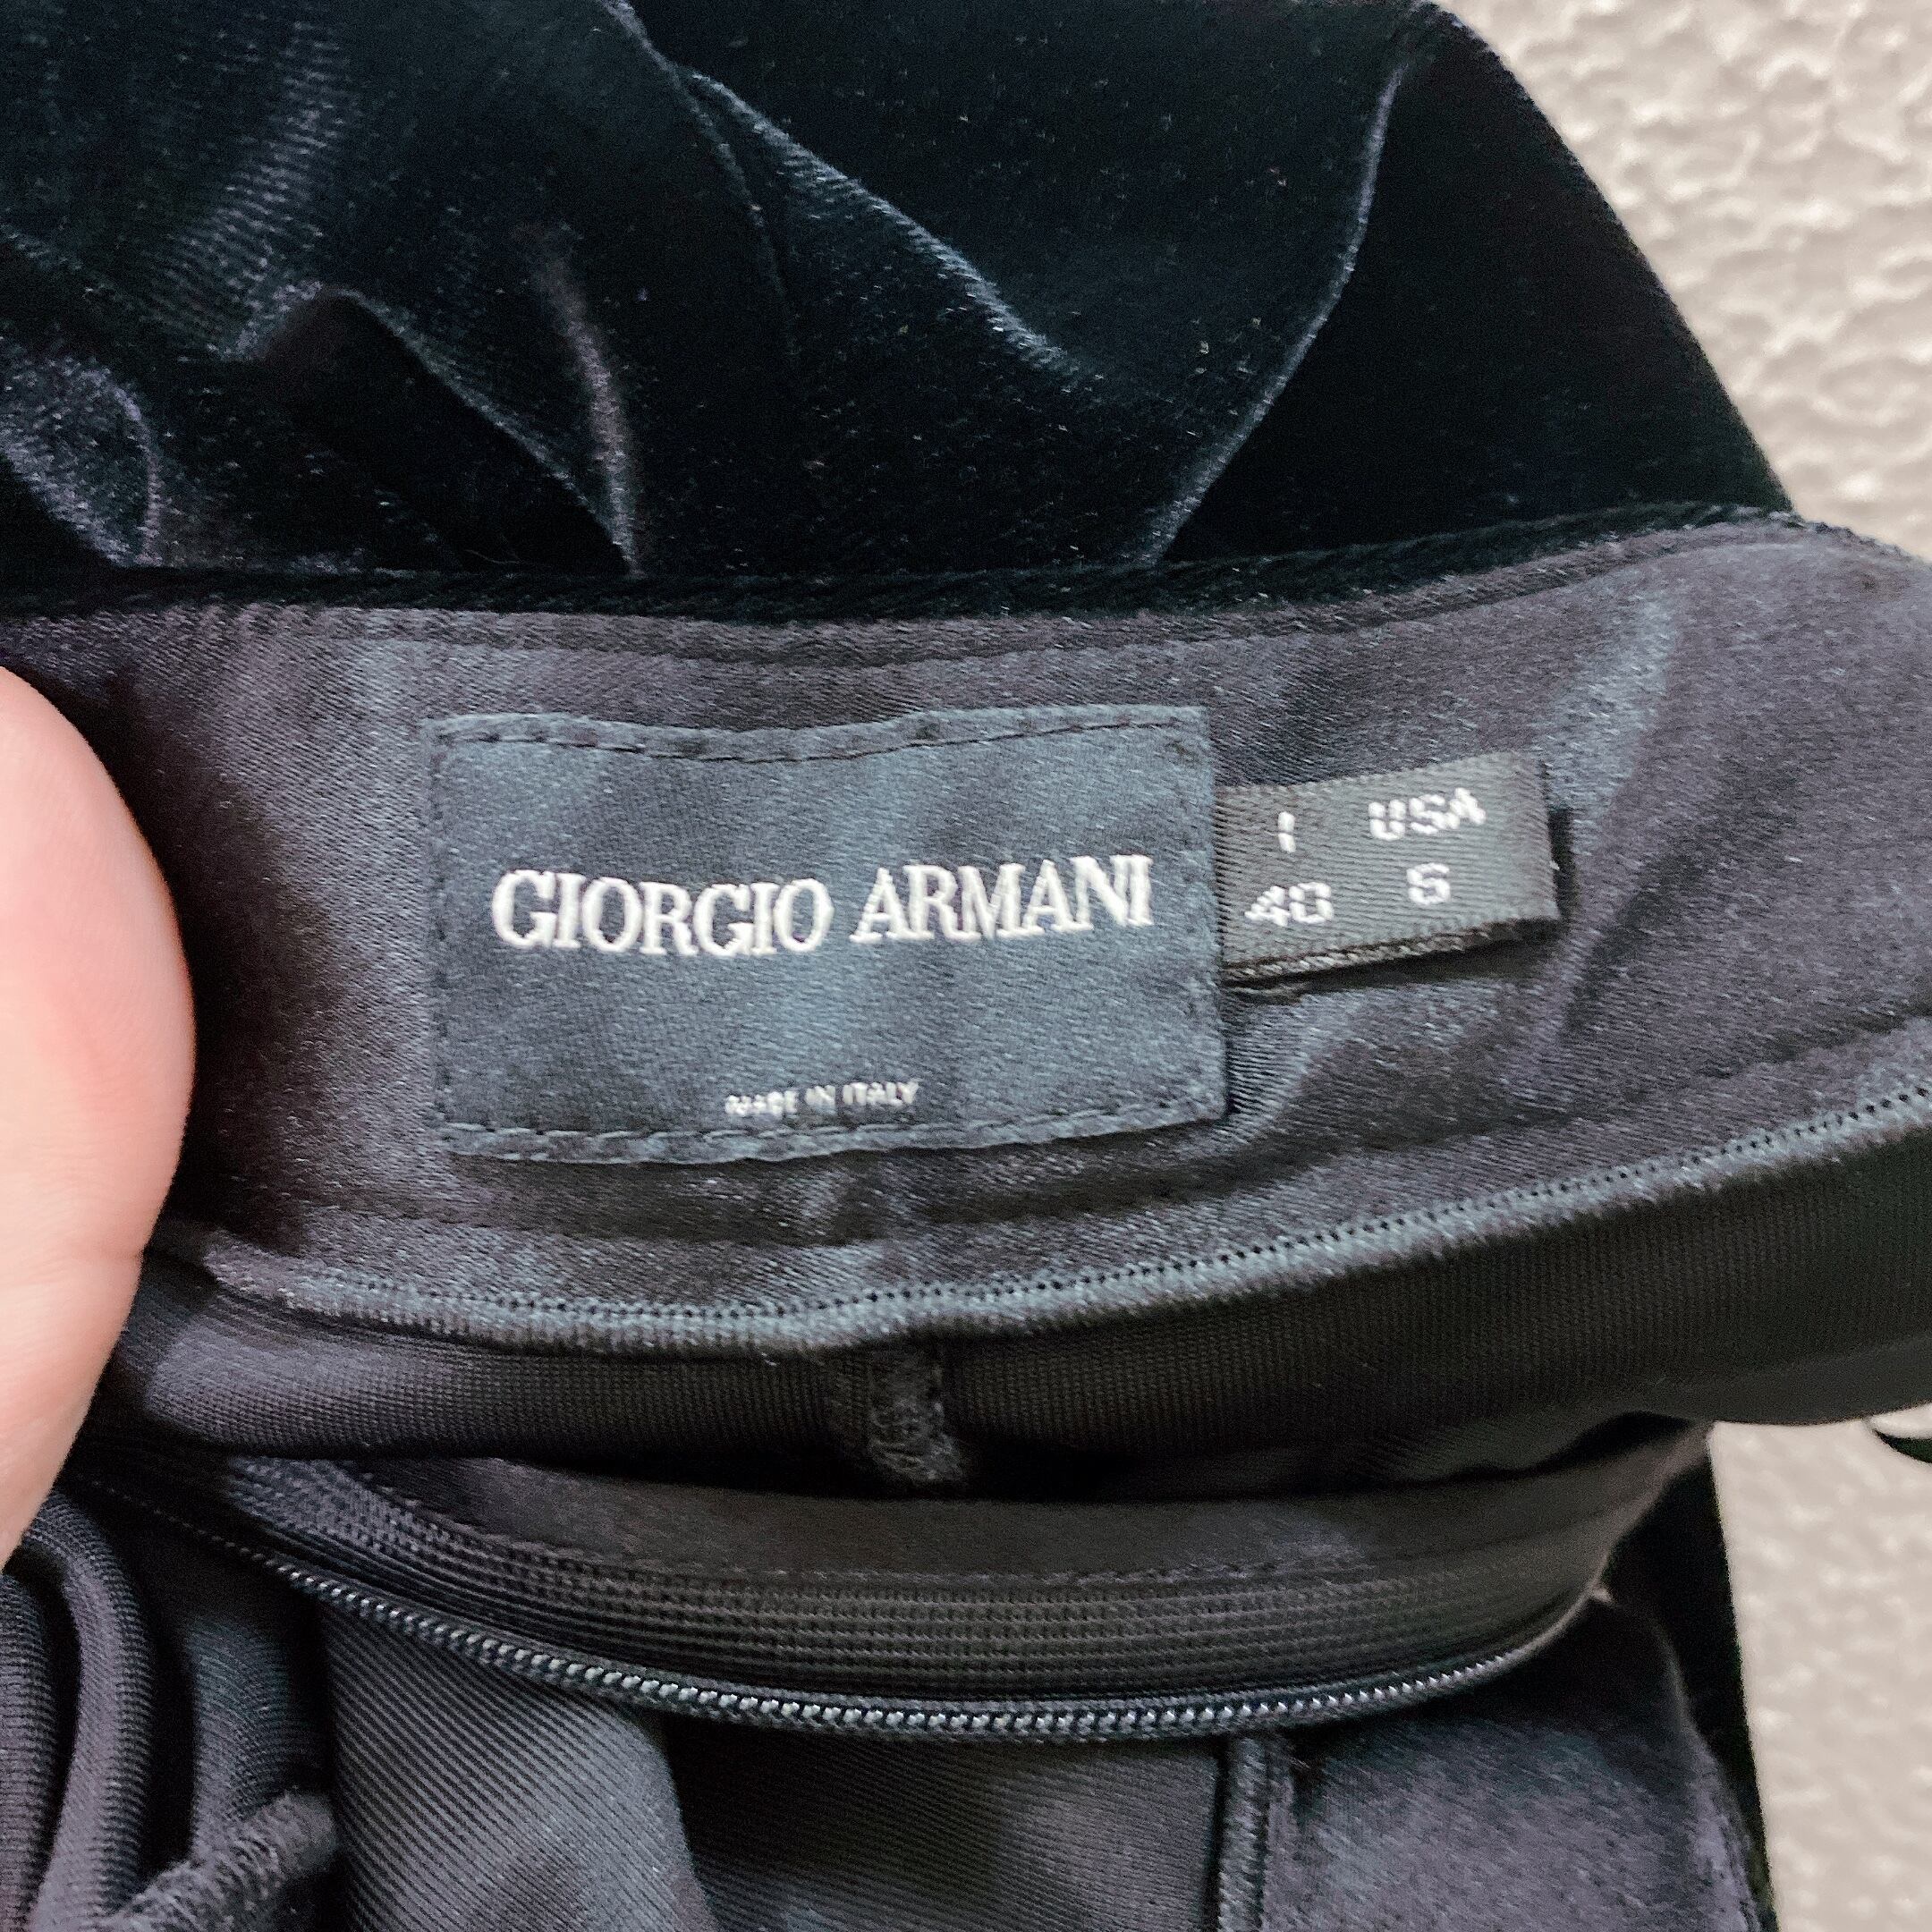 GIORGIO ARMANI
MADE IN ITALY
I USA
40 6